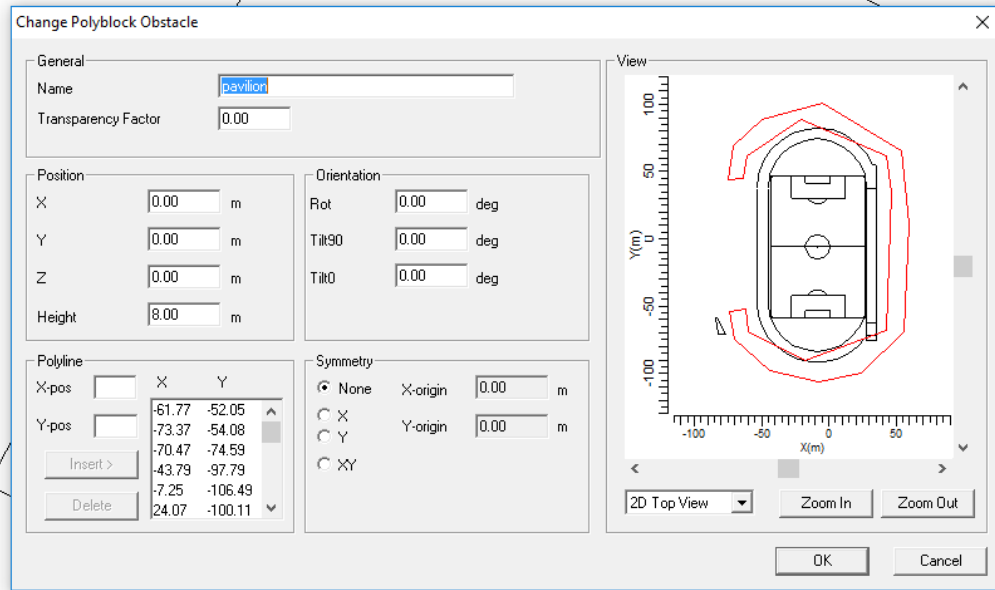 Change Polyblock Obstacle
General
Name pavilion
Transparency Factor 0.00
Position
X 0.00 m
Y 0.00 m
Z 0.00 m
Height 8.00 m
Orientation
Rot 0.00 deg
Tilt90 0.00 deg
Tilt0 0.00 deg
Polyline
X-pos
Y-pos
Insert >
Delete
X Y
-61.77 -52.05
-73.37 -54.08
-70.47 -74.59
-43.79 -97.79
-7.25 -106.49
24.07 -100.11
Symmetry
None
X
Y
XY
X-origin 0.00 m
Y-origin 0.00 m
View
100
50
0
-50
-100
Y(m)
-100 -50 0 50
X(m)
2D Top View
Zoom In
Zoom Out
OK
Cancel